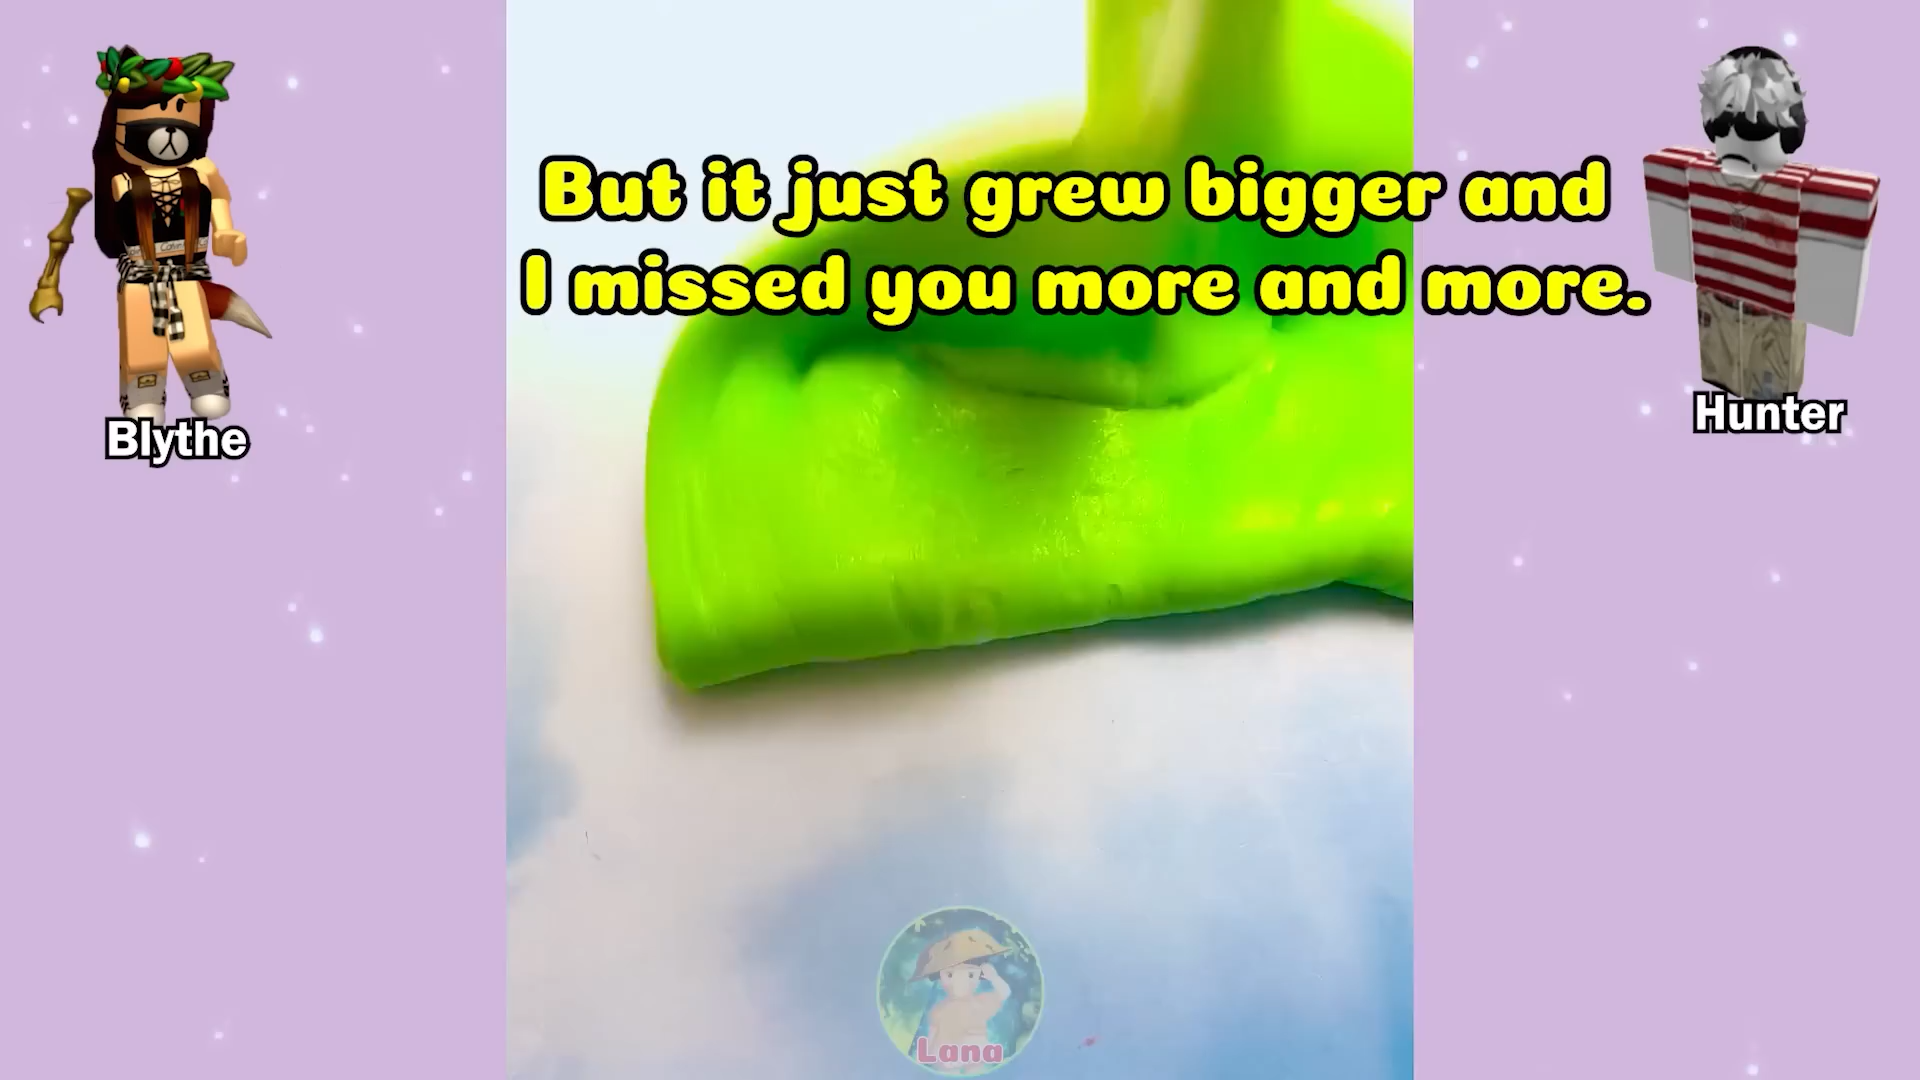 But it just grew bigger and
I missed you more and more.
Blythe
Hunter
Lana